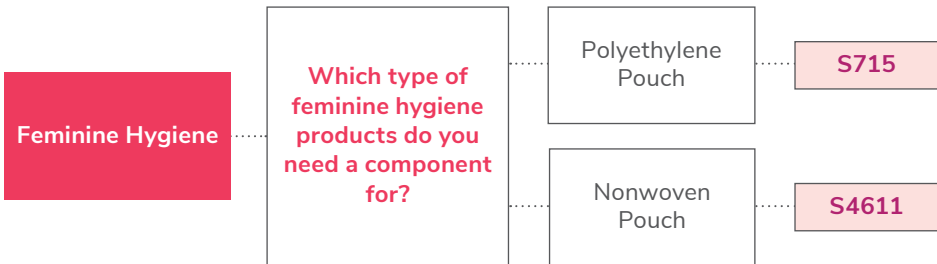 Feminine Hygiene
Which type of
feminine hygiene
products do you
need a component
for?
Polyethylene
Pouch
S715
Nonwoven
Pouch
S4611